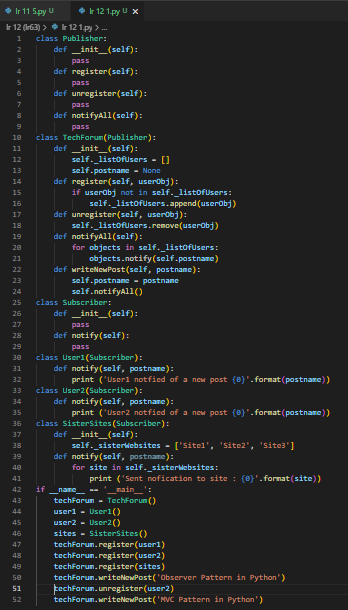 lr 11 5.py U
lr 12 1.py U ×
lr 12 (lr63) > lr 12 1.py > ...
1 class Publisher:
2     def __init__(self):
3         pass
4     def register(self):
5         pass
6     def unregister(self):
7         pass
8     def notifyAll(self):
9         pass
10 class TechForum(Publisher):
11     def __init__(self):
12         self._listOfUsers = []
13         self.postname = None
14     def register(self, userObj):
15         if userObj not in self._listOfUsers:
16             self._listOfUsers.append(userObj)
17     def unregister(self, userObj):
18         self._listOfUsers.remove(userObj)
19     def notifyAll(self):
20         for objects in self._listOfUsers:
21             objects.notify(self.postname)
22     def writeNewPost(self, postname):
23         self.postname = postname
24         self.notifyAll()
25 class Subscriber:
26     def __init__(self):
27         pass
28     def notify(self):
29         pass
30 class User1(Subscriber):
31     def notify(self, postname):
32         print ('User1 notfied of a new post {0}'.format(postname))
33 class User2(Subscriber):
34     def notify(self, postname):
35         print ('User2 notified of a new post {0}'.format(postname))
36 class SisterSites(Subscriber):
37     def __init__(self):
38         self._sisterWebsites = ['Site1', 'Site2', 'Site3']
39     def notify(self, postname):
40         for site in self._sisterWebsites:
41             print ('Sent nofication to site : {0}'.format(site))
42 if __name__ == '__main__':
43     techForum = TechForum()
44     user1 = User1()
45     user2 = User2()
46     sites = SisterSites()
47     techForum.register(user1)
48     techForum.register(user2)
49     techForum.register(sites)
50     techForum.writeNewPost('Observer Pattern in Python')
51     techForum.unregister(user2)
52     techForum.writeNewPost('MVC Pattern in Python')